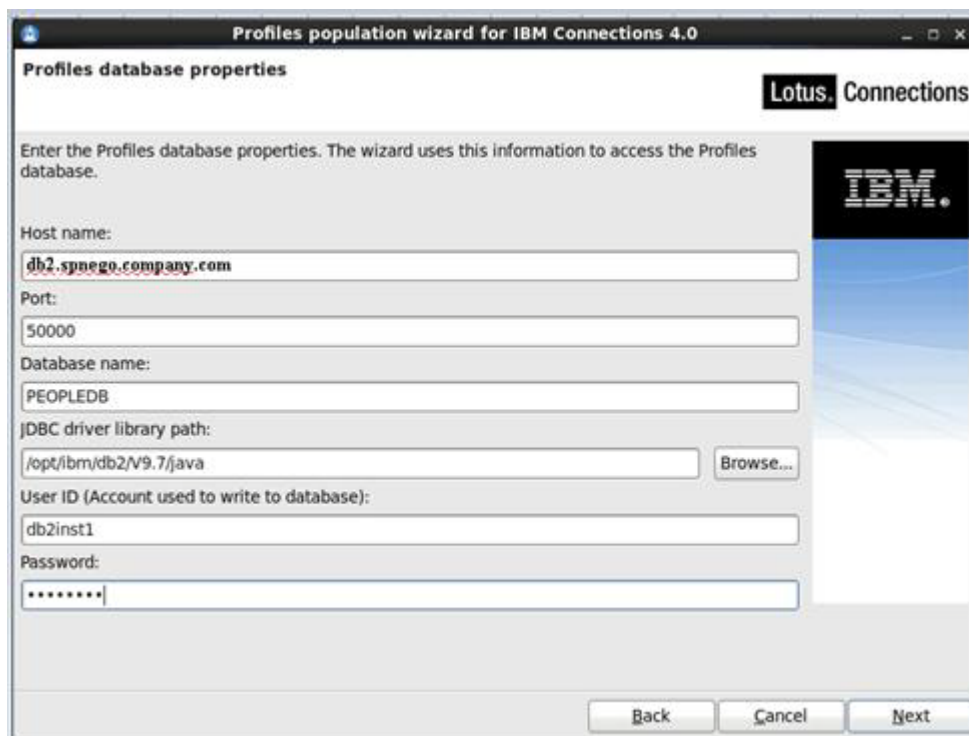 Profiles population wizard for IBM Connections 4.0
Profiles database properties
Lotus. Connections
Enter the Profiles database properties. The wizard uses this information to access the Profiles
database.
IBM.
Host name:
db2.spnego.company.com
Port:
50000
Database name:
PEOPLEDB
JDBC driver library path:
/opt/ibm/db2/V9.7/java
Browse...
User ID (Account used to write to database):
db2inst1
Password:
••••••••
Back
Cancel
Next